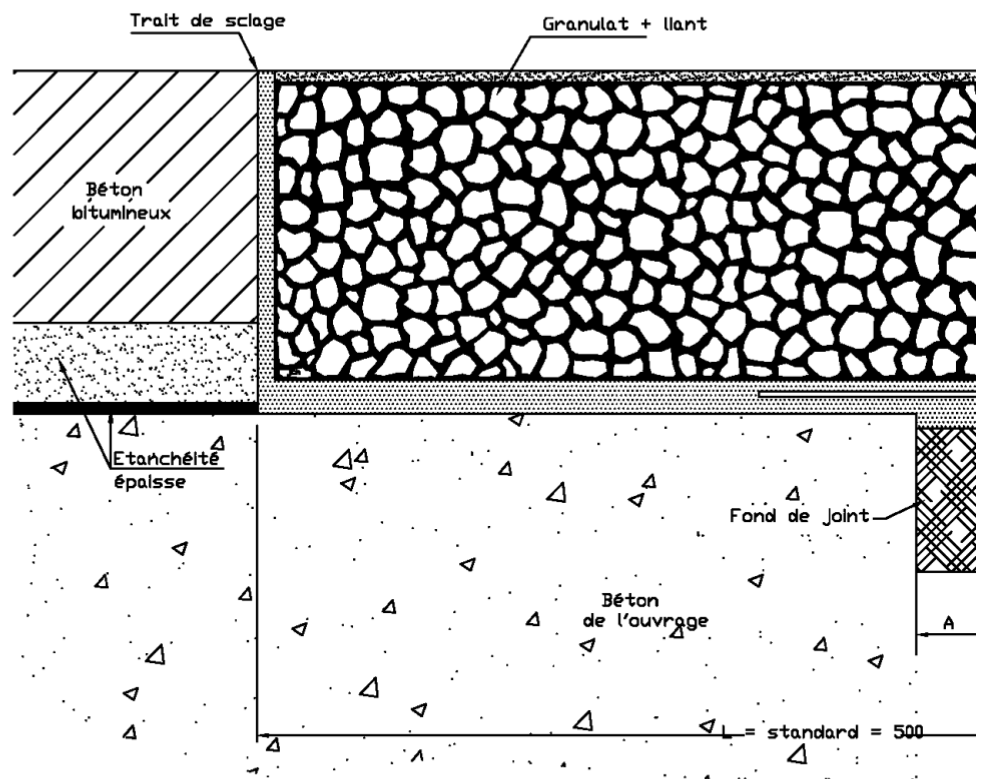 Trait de sciage
Granulat + liant
Béton
bitumineux
Etanchéité
épaisse
Fond de joint
Béton
de l'ouvrage
A
L = standard = 500